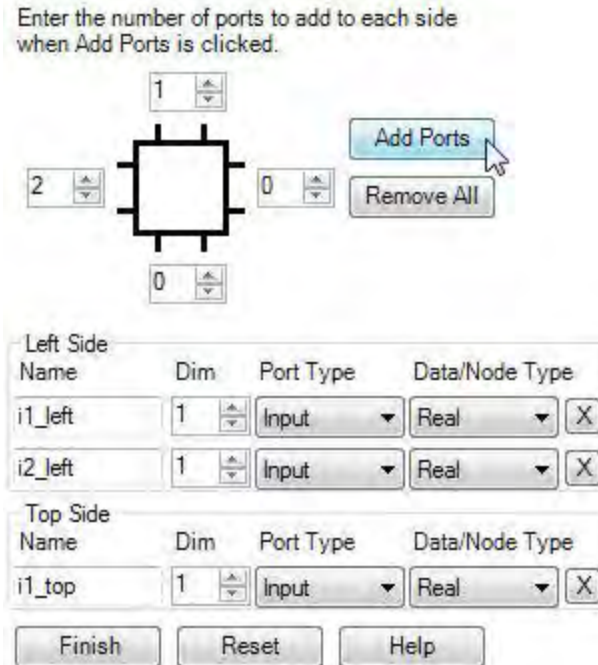 Enter the number of ports to add to each side
when Add Ports is clicked.
1
Add Ports
2
0
Remove All
0
Left Side
Name Dim Port Type Data/Node Type
i1_left 1 Input Real X
i2_left 1 Input Real X
Top Side
Name Dim Port Type Data/Node Type
i1_top 1 Input Real X
Finish Reset Help